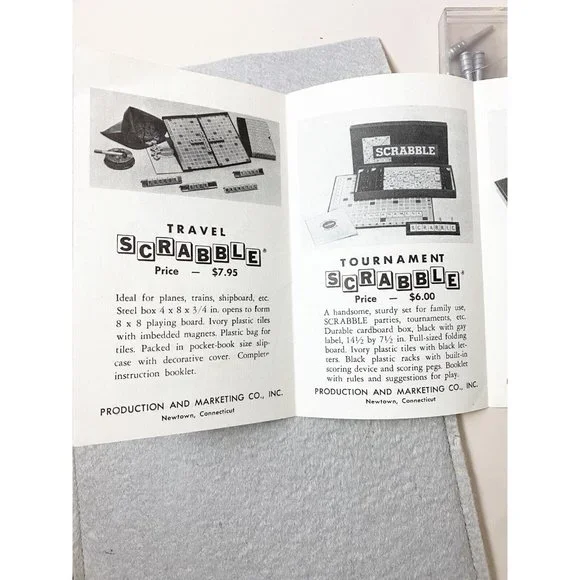 TRAVEL
SCRABBLE®
Price — $7.95
Ideal for planes, trains, shipboard, etc.
Steel box 4 x 8 x 3/4 in. opens to form
8 x 8 playing board. Ivory plastic tiles
with imbedded magnets. Plastic bag for
tiles. Packed in pocket-book size slip-
case with decorative cover. Complete
instruction booklet.
PRODUCTION AND MARKETING CO., INC.
Newtown, Connecticut
SCRABBLE
SCRABBLE
TOURNAMENT
SCRABBLE®
Price — $6.00
A handsome, sturdy set for family use,
SCRABBLE parties, tournaments, etc.
Durable cardboard box, black with gay
label, 14½ by 7½ in. Full-sized folding
board. Ivory plastic tiles with black let-
ters. Black plastic racks with built-in
scoring device and scoring pegs. Booklet
with rules and suggestions for play.
PRODUCTION AND MARKETING CO., INC.
Newtown, Connecticut